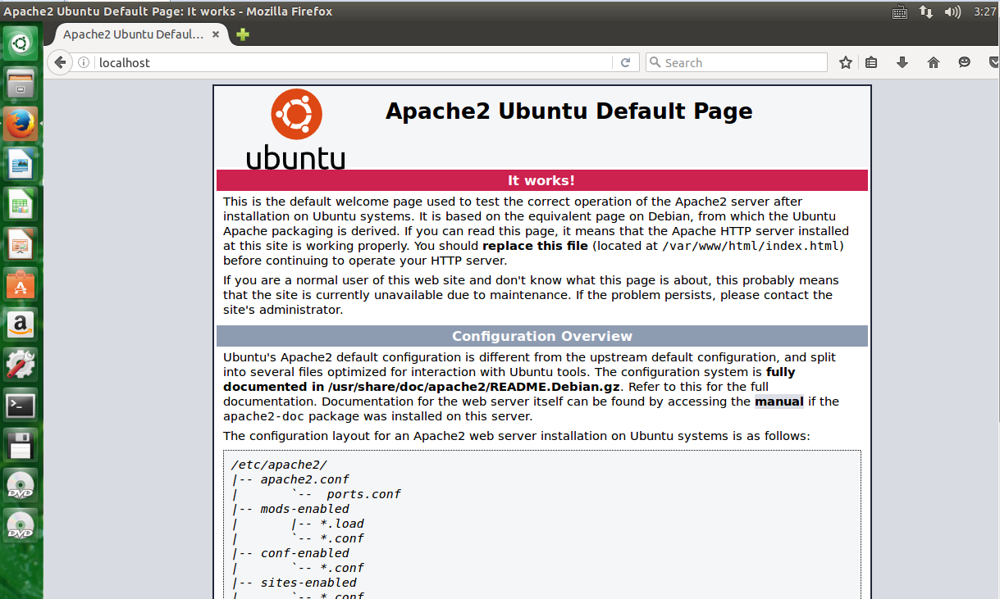 Apache2 Ubuntu Default Page: It works - Mozilla Firefox
3:27
Apache2 Ubuntu Defaul...
localhost
Search
ubuntu
Apache2 Ubuntu Default Page
It works!
This is the default welcome page used to test the correct operation of the Apache2 server after
installation on Ubuntu systems. It is based on the equivalent page on Debian, from which the Ubuntu
Apache packaging is derived. If you can read this page, it means that the Apache HTTP server installed
at this site is working properly. You should replace this file (located at /var/www/html/index.html)
before continuing to operate your HTTP server.
If you are a normal user of this web site and don't know what this page is about, this probably means
that the site is currently unavailable due to maintenance. If the problem persists, please contact the
site's administrator.
Configuration Overview
Ubuntu's Apache2 default configuration is different from the upstream default configuration, and split
into several files optimized for interaction with Ubuntu tools. The configuration system is fully
documented in /usr/share/doc/apache2/README.Debian.gz. Refer to this for the full
documentation. Documentation for the web server itself can be found by accessing the manual if the
apache2-doc package was installed on this server.
The configuration layout for an Apache2 web server installation on Ubuntu systems is as follows:
/etc/apache2/
|-- apache2.conf
|       `--  ports.conf
|-- mods-enabled
|       |-- *.load
|       `-- *.conf
|-- conf-enabled
|       `-- *.conf
|-- sites-enabled
|       `-- *.conf
a
>_
DVD
DVD